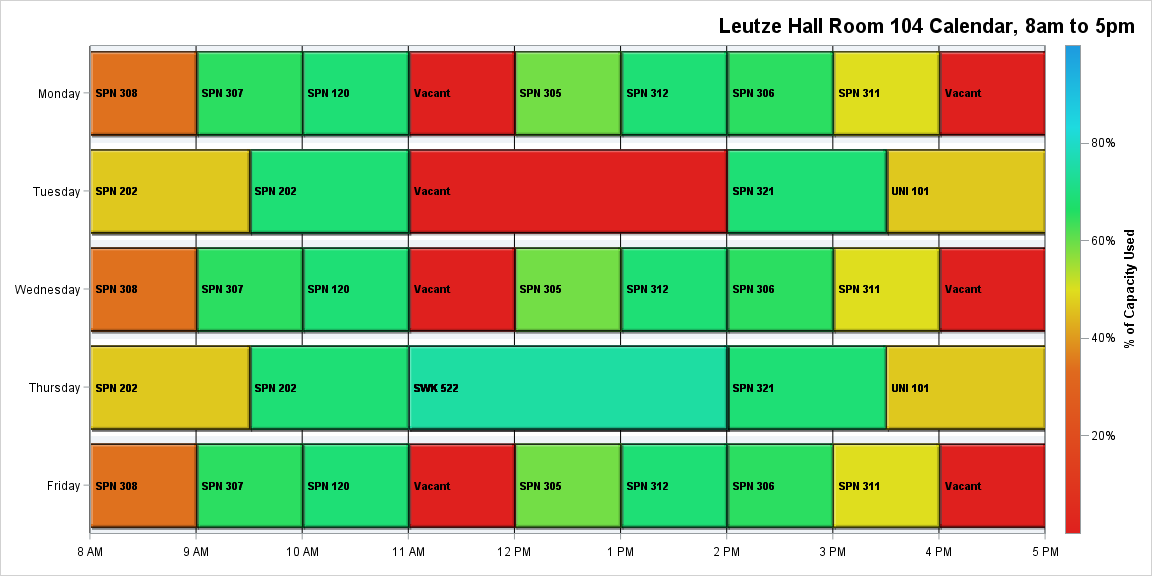 Leutze Hall Room 104 Calendar, 8am to 5pm
Monday
SPN 308
SPN 307
SPN 120
Vacant
SPN 305
SPN 312
SPN 306
SPN 311
Vacant
Tuesday
SPN 202
SPN 202
Vacant
SPN 321
UNI 101
Wednesday
SPN 308
SPN 307
SPN 120
Vacant
SPN 305
SPN 312
SPN 306
SPN 311
Vacant
Thursday
SPN 202
SPN 202
SWK 522
SPN 321
UNI 101
Friday
SPN 308
SPN 307
SPN 120
Vacant
SPN 305
SPN 312
SPN 306
SPN 311
Vacant
8 AM
9 AM
10 AM
11 AM
12 PM
1 PM
2 PM
3 PM
4 PM
5 PM
80%
60%
40%
20%
% of Capacity Used